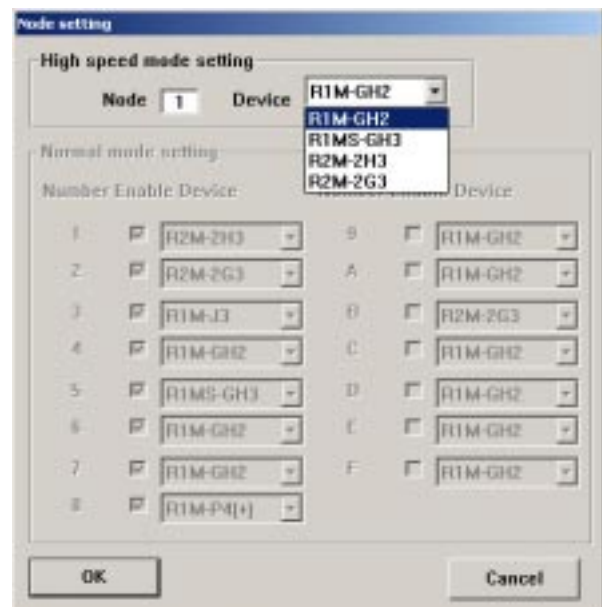 Node setting
High speed mode setting
Node 1 Device R1M-GH2
R1M-GH2
R1MS-GH3
R2M-2H3
R2M-2G3
Normal mode setting
Number Enable Device Device
1 R2M-2H3 9 R1M-GH2
2 R2M-2G3 A R1M-GH2
3 R1M-J3 B R2M-2G3
4 R1M-GH2 C R1M-GH2
5 R1MS-GH3 D R1M-GH2
6 R1M-GH2 E R1M-GH2
7 R1M-GH2 F R1M-GH2
8 R1M-P4(+)
OK Cancel